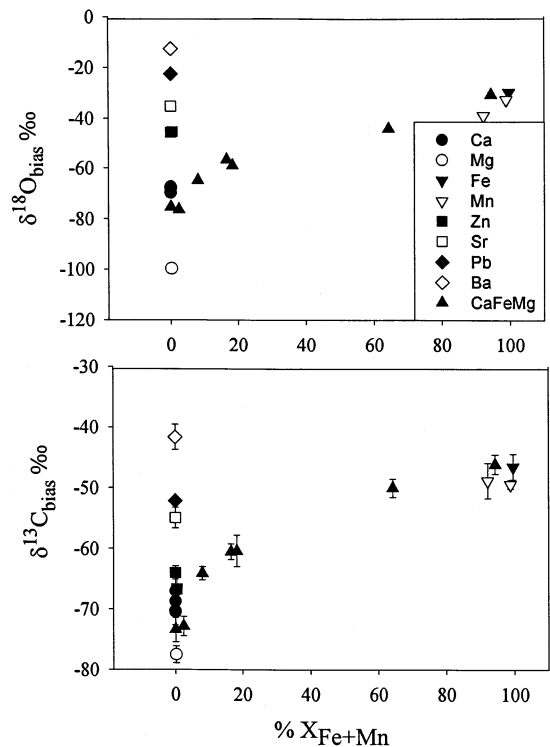 0
-20
-40
-60
-80
-100
-120
δ18Obias ‰
Ca
Mg
Fe
Mn
Zn
Sr
Pb
Ba
CaFeMg
0 20 40 60 80 100
-30
-40
-50
-60
-70
-80
δ13Cbias ‰
0 20 40 60 80 100
% XFe+Mn